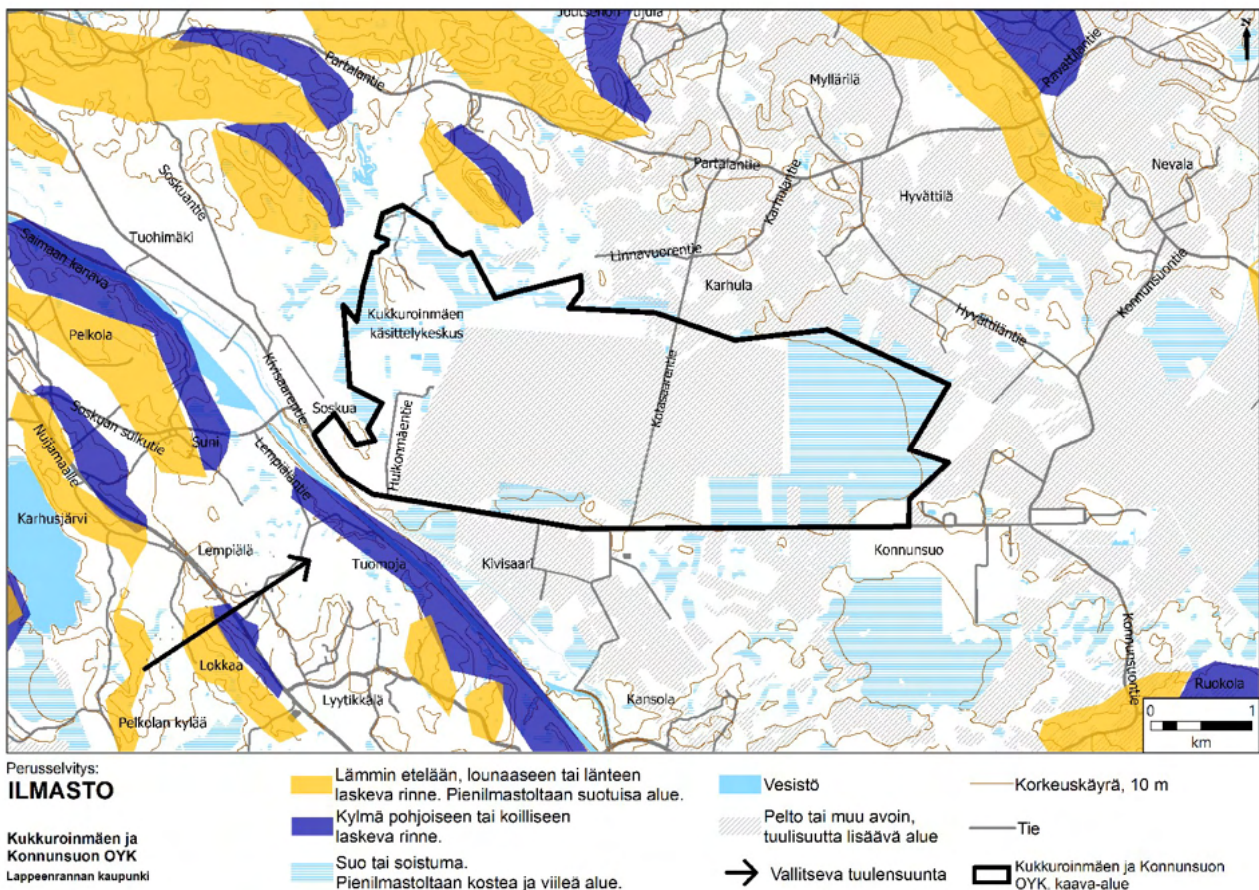 Joutsenon Pujula
Partalantie
Ravattilantie
Myllärilä
Soskuantie
Partalantie
Karhulantie
Nevala
Hyvättilä
Tuohimäki
Linnavuorentie
Saimaan kanava
Karhula
Konnunsuontie
Kukkuroinmäen
käsittelykeskus
Hyvättiläntie
Pelkola
Kivisaarentie
Kotasaarentie
Soskua
Huikonmäentie
Soskuan sulkutie
Suni
Nuijamaalle
Lempiäläntie
Karhusjärvi
Lempiälä
Tuomoja
Kivisaari
Konnunsuo
Konnunsuontie
Lokkaa
Lyytikkälä
Kansola
Ruokola
Pelkolan kylää
0 1
km
Perusselvitys:
ILMASTO
Kukkuroinmäen ja
Konnunsuon OYK
Lappeenrannan kaupunki
Lämmin etelään, lounaaseen tai länteen
laskeva rinne. Pienilmastoltaan suotuisa alue.
Kylmä pohjoiseen tai koilliseen
laskeva rinne.
Suo tai soistuma.
Pienilmastoltaan kostea ja viileä alue.
Vesistö
Pelto tai muu avoin,
tuulisuutta lisäävä alue
Vallitseva tuulensuunta
Korkeuskäyrä, 10 m
Tie
Kukkuroinmäen ja Konnunsuon
OYK, kaava-alue